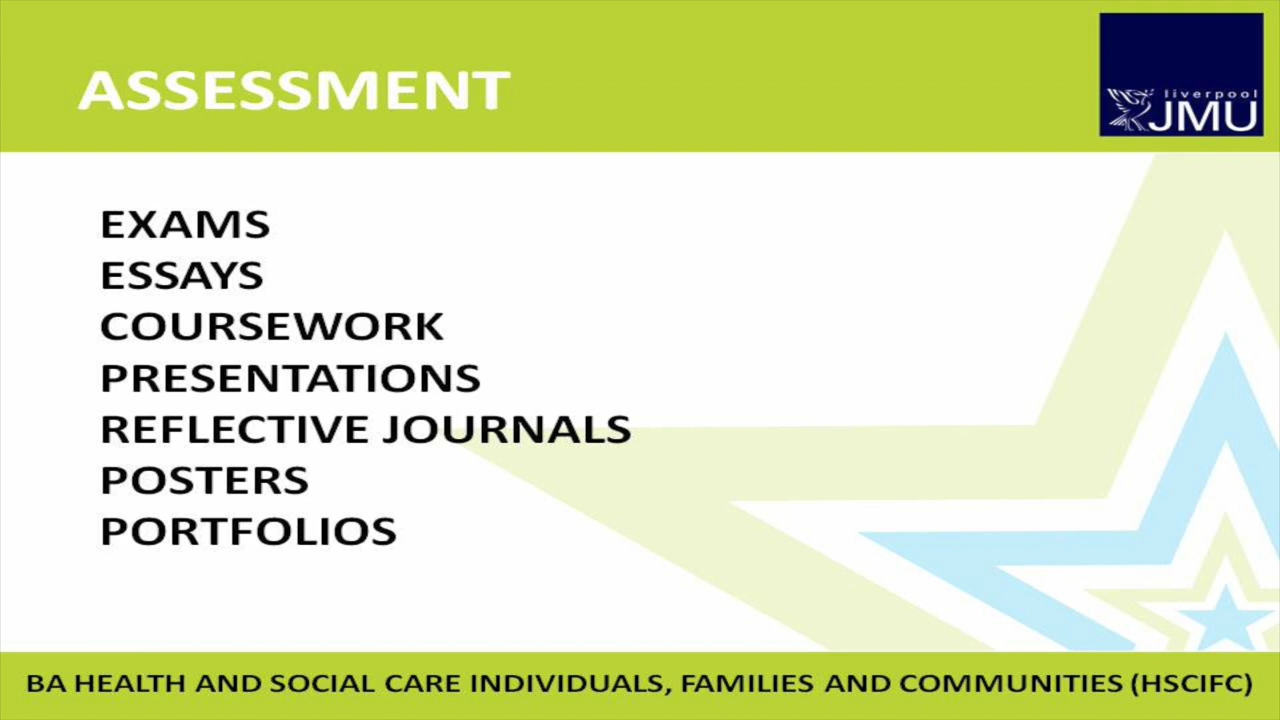 ASSESSMENT
liverpool
JMU
EXAMS
ESSAYS
COURSEWORK
PRESENTATIONS
REFLECTIVE JOURNALS
POSTERS
PORTFOLIOS
BA HEALTH AND SOCIAL CARE INDIVIDUALS, FAMILIES AND COMMUNITIES (HSCIFC)